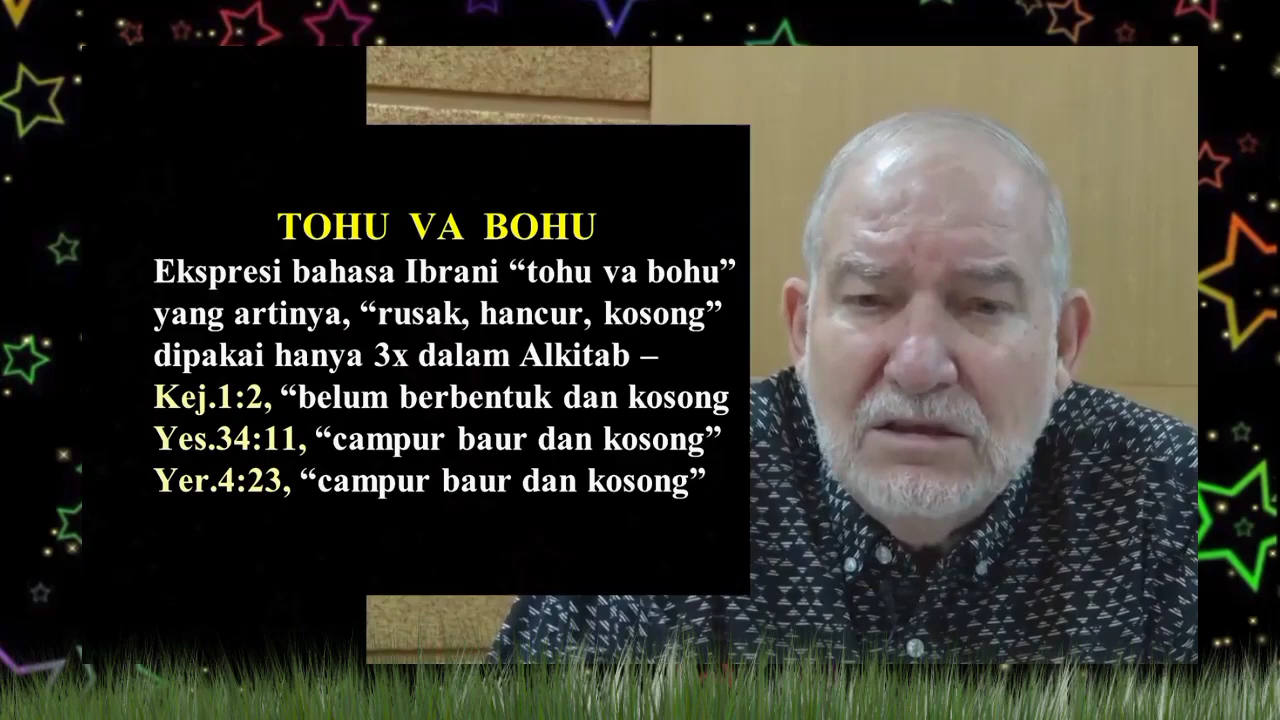 TOHU VA BOHU
Ekspresi bahasa Ibrani “tohu va bohu”
yang artinya, “rusak, hancur, kosong”
dipakai hanya 3x dalam Alkitab –
Kej.1:2, “belum berbentuk dan kosong
Yes.34:11, “campur baur dan kosong”
Yer.4:23, “campur baur dan kosong”